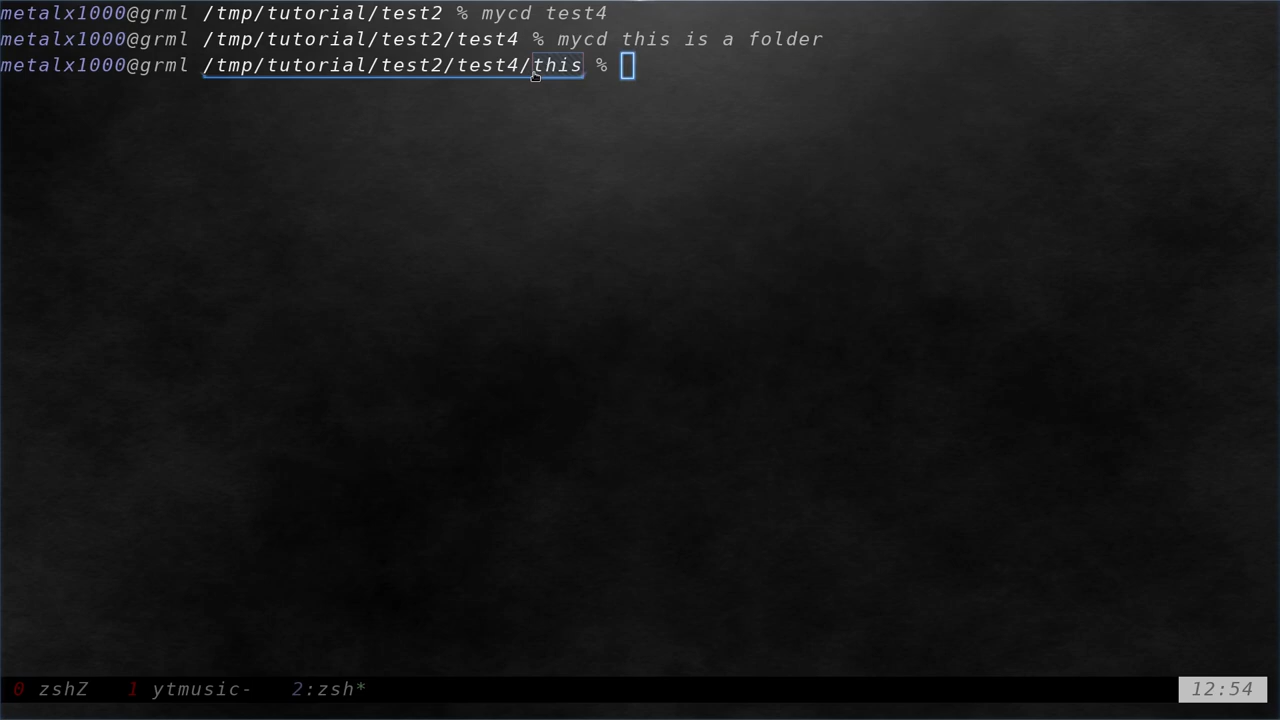 metalx1000@grml /tmp/tutorial/test2 % mycd test4
metalx1000@grml /tmp/tutorial/test2/test4 % mycd this is a folder
metalx1000@grml /tmp/tutorial/test2/test4/this %
0 zshZ 1 ytmusic- 2:zsh* 12:54